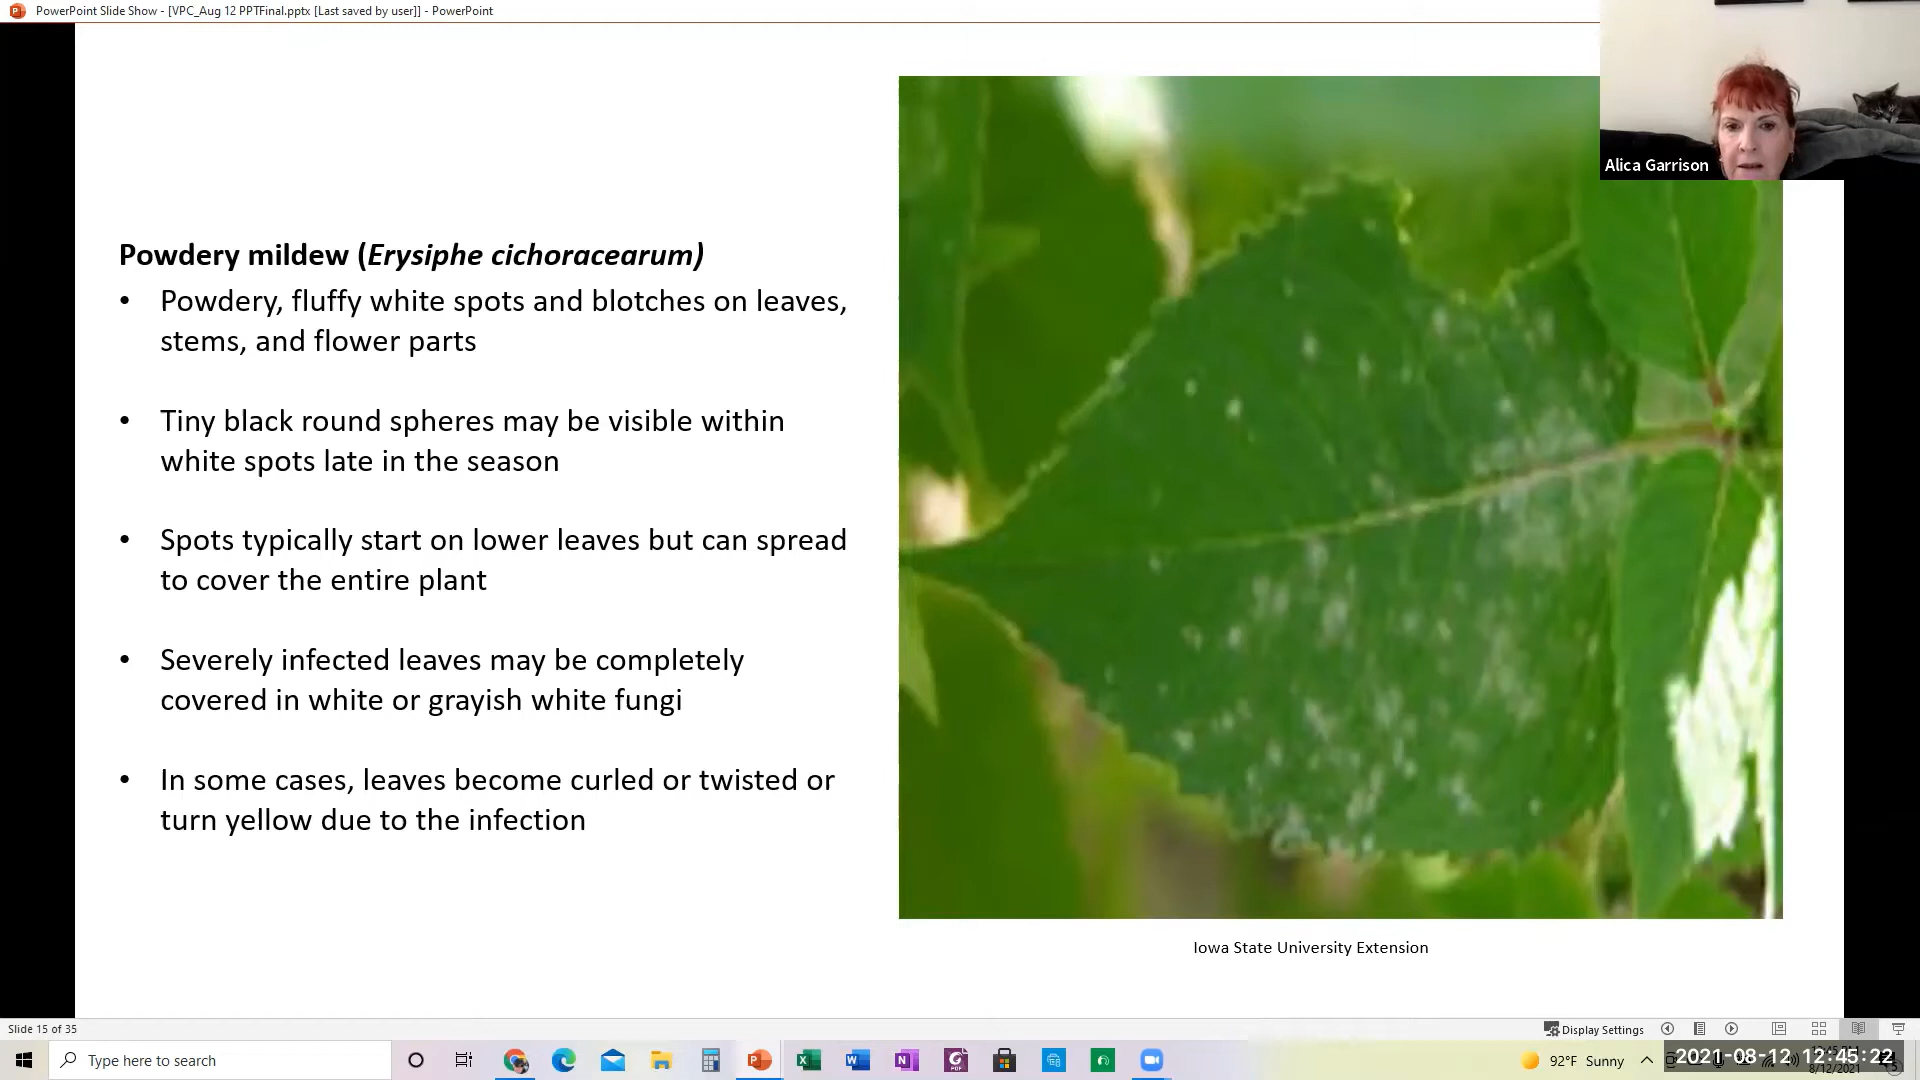 PowerPoint Slide Show - [VPC_Aug 12 PPTFinal.pptx [Last saved by user]] - PowerPoint
Alica Garrison
Powdery mildew (Erysiphe cichoracearum)
• Powdery, fluffy white spots and blotches on leaves,
stems, and flower parts
• Tiny black round spheres may be visible within
white spots late in the season
• Spots typically start on lower leaves but can spread
to cover the entire plant
• Severely infected leaves may be completely
covered in white or grayish white fungi
• In some cases, leaves become curled or twisted or
turn yellow due to the infection
Iowa State University Extension
Slide 15 of 35
Display Settings
Type here to search
92°F Sunny
2021-08-12 12:45:22
8/12/2021